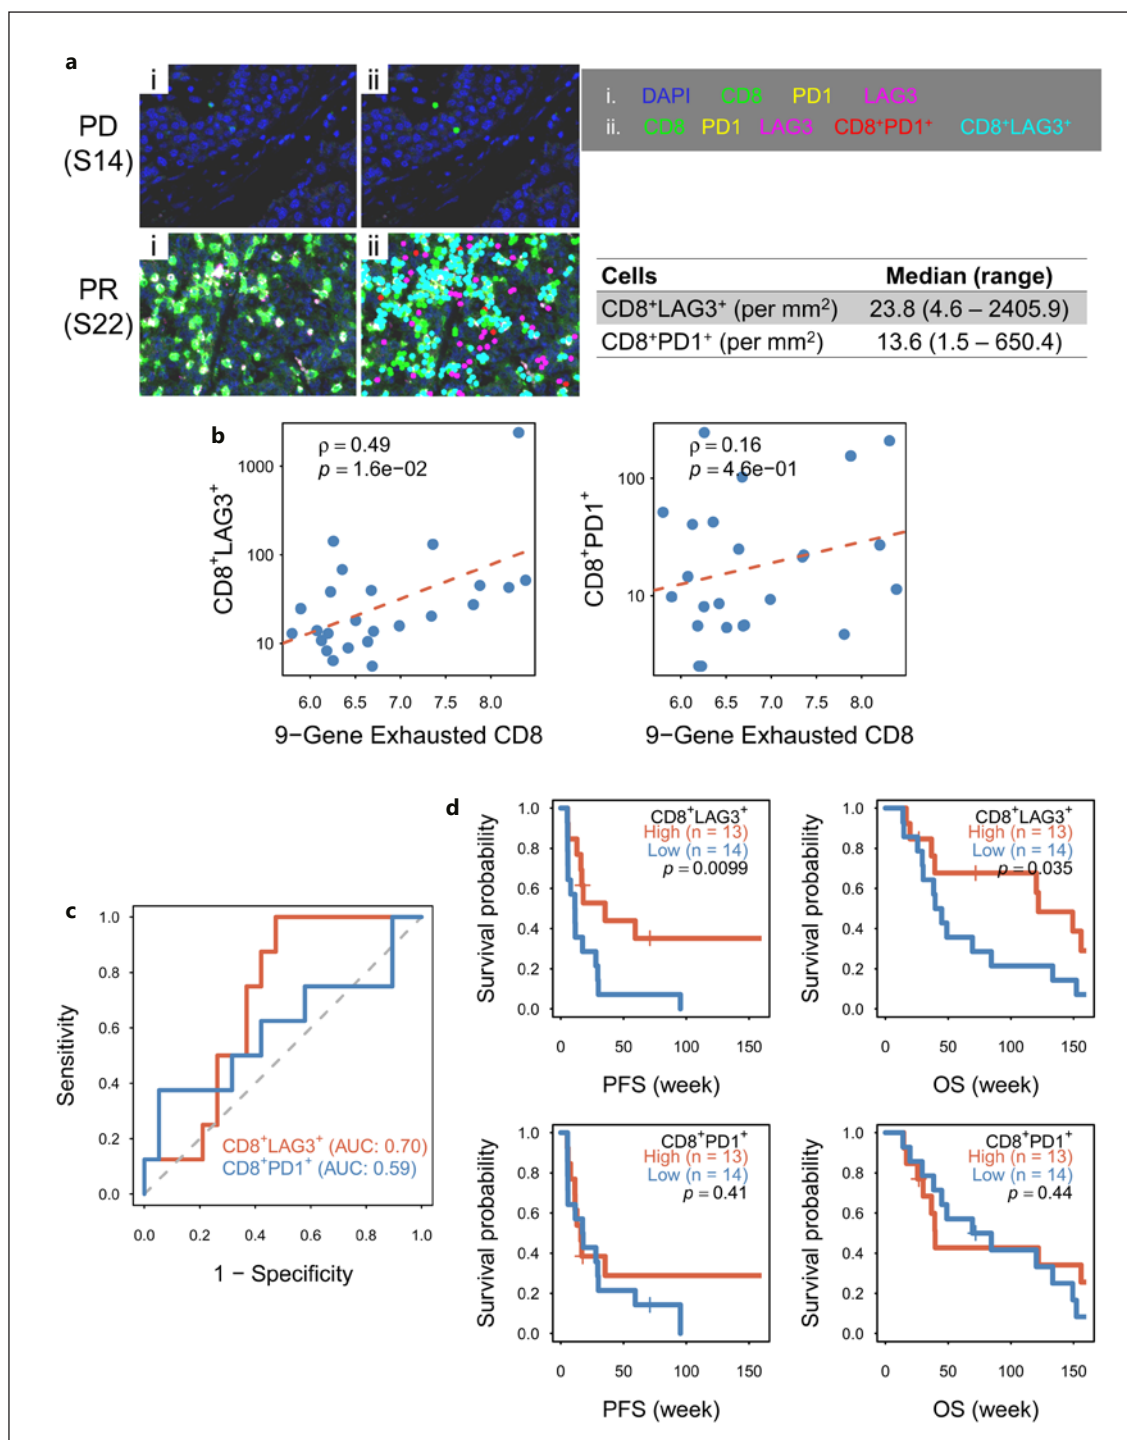 a
i
ii
PD
(S14)
i. DAPI CD8 PD1 LAG3
ii. CD8 PD1 LAG3 CD8⁺PD1⁺ CD8⁺LAG3⁺
i
ii
PR
(S22)
Cells Median (range)
CD8⁺LAG3⁺ (per mm²) 23.8 (4.6 – 2405.9)
CD8⁺PD1⁺ (per mm²) 13.6 (1.5 – 650.4)
b
ρ = 0.49
p = 1.6e−02
CD8⁺LAG3⁺
1000
100
10
6.0 6.5 7.0 7.5 8.0
9−Gene Exhausted CD8
ρ = 0.16
p = 4.6e−01
CD8⁺PD1⁺
100
10
6.0 6.5 7.0 7.5 8.0
9−Gene Exhausted CD8
c
Sensitivity
1.0
0.8
0.6
0.4
0.2
0.0
CD8⁺LAG3⁺ (AUC: 0.70)
CD8⁺PD1⁺ (AUC: 0.59)
0.0 0.2 0.4 0.6 0.8 1.0
1 − Specificity
d
Survival probability
1.0
0.8
0.6
0.4
0.2
0.0
CD8⁺LAG3⁺
High (n = 13)
Low (n = 14)
p = 0.0099
0 50 100 150
PFS (week)
Survival probability
1.0
0.8
0.6
0.4
0.2
0.0
CD8⁺LAG3⁺
High (n = 13)
Low (n = 14)
p = 0.035
0 50 100 150
OS (week)
Survival probability
1.0
0.8
0.6
0.4
0.2
0.0
CD8⁺PD1⁺
High (n = 13)
Low (n = 14)
p = 0.41
0 50 100 150
PFS (week)
Survival probability
1.0
0.8
0.6
0.4
0.2
0.0
CD8⁺PD1⁺
High (n = 13)
Low (n = 14)
p = 0.44
0 50 100 150
OS (week)